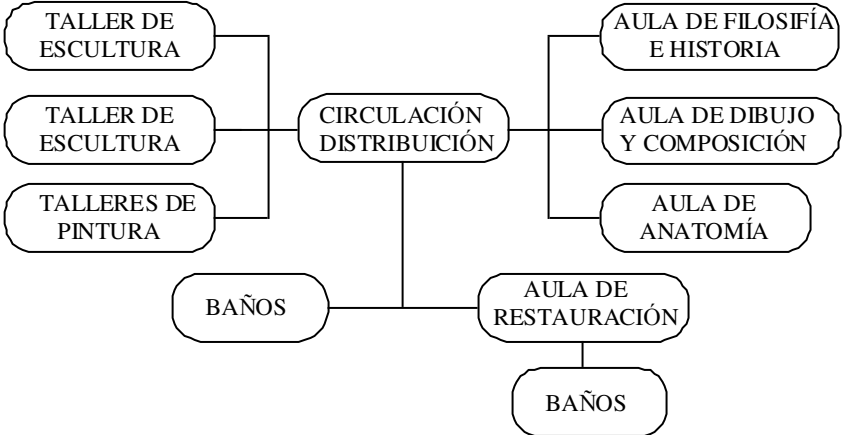 TALLER DE
ESCULTURA
TALLER DE
ESCULTURA
TALLERES DE
PINTURA
CIRCULACIÓN
DISTRIBUICIÓN
AULA DE FILOSIFÍA
E HISTORIA
AULA DE DIBUJO
Y COMPOSICIÓN
AULA DE
ANATOMÍA
BAÑOS
AULA DE
RESTAURACIÓN
BAÑOS